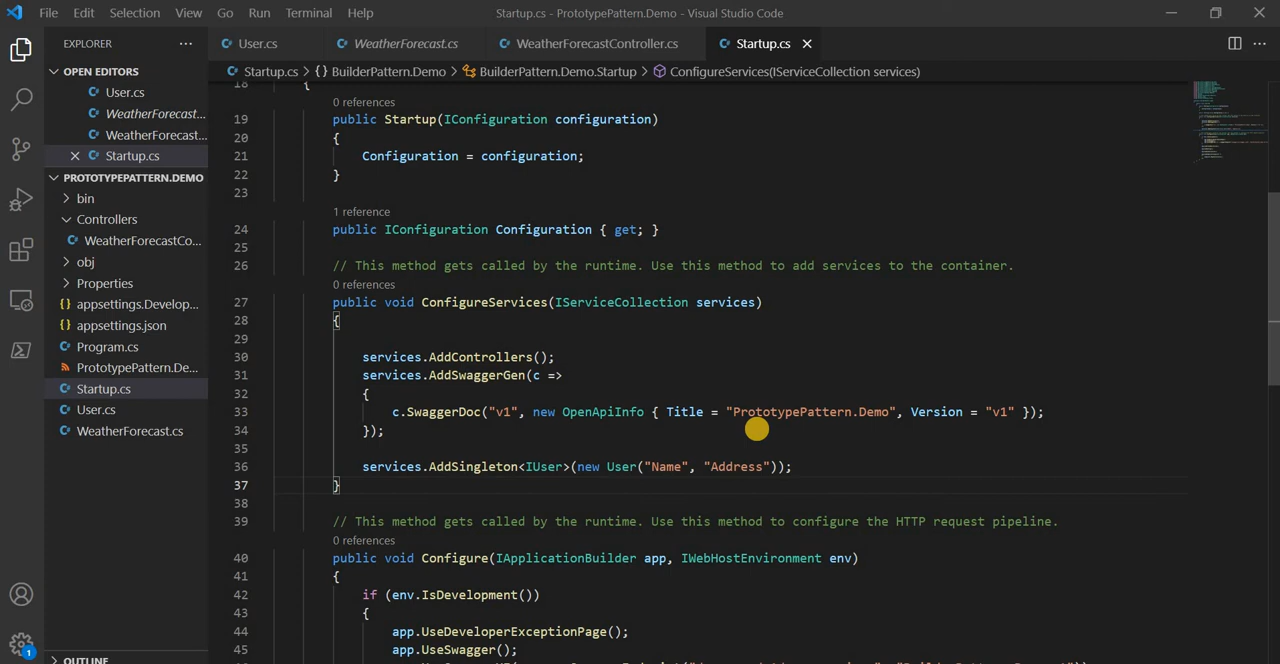 File Edit Selection View Go Run Terminal Help Startup.cs - PrototypePattern.Demo - Visual Studio Code
EXPLORER
OPEN EDITORS
User.cs
WeatherForecast...
WeatherForecast...
Startup.cs
PROTOTYPEPATTERN.DEMO
bin
Controllers
WeatherForecastCo...
obj
Properties
appsettings.Develop...
appsettings.json
Program.cs
PrototypePattern.De...
Startup.cs
User.cs
WeatherForecast.cs
OUTLINE
1
User.cs WeatherForecast.cs WeatherForecastController.cs Startup.cs
Startup.cs > {} BuilderPattern.Demo > BuilderPattern.Demo.Startup > ConfigureServices(IServiceCollection services)
18 {
0 references
19 public Startup(IConfiguration configuration)
20 {
21 Configuration = configuration;
22 }
23
1 reference
24 public IConfiguration Configuration { get; }
25
26 // This method gets called by the runtime. Use this method to add services to the container.
0 references
27 public void ConfigureServices(IServiceCollection services)
28 {
29
30 services.AddControllers();
31 services.AddSwaggerGen(c =>
32 {
33 c.SwaggerDoc("v1", new OpenApiInfo { Title = "PrototypePattern.Demo", Version = "v1" });
34 });
35
36 services.AddSingleton<IUser>(new User("Name", "Address"));
37 }
38
39 // This method gets called by the runtime. Use this method to configure the HTTP request pipeline.
0 references
40 public void Configure(IApplicationBuilder app, IWebHostEnvironment env)
41 {
42 if (env.IsDevelopment())
43 {
44 app.UseDeveloperExceptionPage();
45 app.UseSwagger();